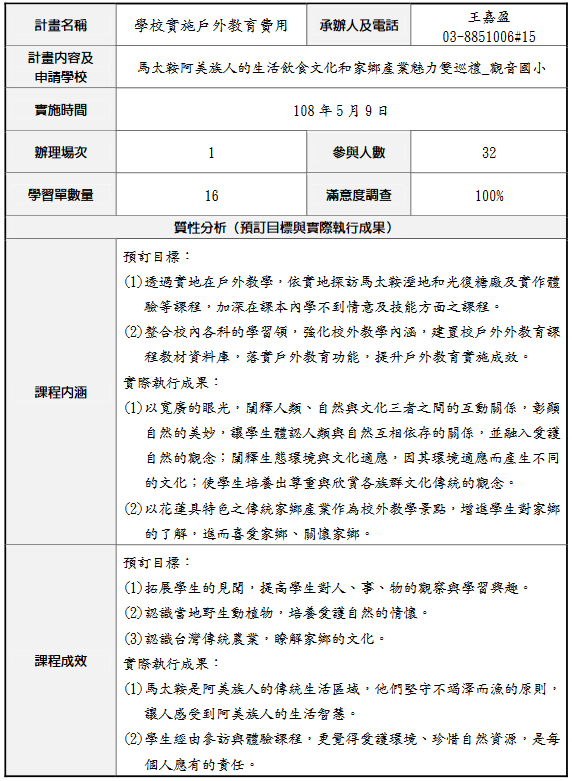 計畫名稱 學校實施戶外教育費用 承辦人及電話 王嘉盈
03-8851006#15
計畫內容及
申請學校 馬太鞍阿美族人的生活飲食文化和家鄉產業魅力雙巡禮_觀音國小
實施時間 108 年 5 月 9 日
辦理場次 1 參與人數 32
學習單數量 16 滿意度調查 100%
質性分析（預訂目標與實際執行成果）
課程內涵
預訂目標：
(1)透過實地在戶外教學，依實地探訪馬太鞍溼地和光復糖廠及實作體
驗等課程，加深在課本內學不到情意及技能方面之課程。
(2)整合校內各科的學習領，強化校外教學內涵，建置校戶外外教育課
程教材資料庫，落實戶外教育功能，提升戶外教育實施成效。
實際執行成果：
(1)以寬廣的眼光，闡釋人類、自然與文化三者之間的互動關係，彰顯
自然的美妙，讓學生體認人類與自然互相依存的關係，並融入愛護
自然的觀念；闡釋生態環境與文化適應，因其環境適應而產生不同
的文化；使學生培養出尊重與欣賞各族群文化傳統的觀念。
(2)以花蓮具特色之傳統家鄉產業作為校外教學景點，增進學生對家鄉
的了解，進而喜愛家鄉、關懷家鄉。
課程成效
預訂目標：
(1)拓展學生的見聞，提高學生對人、事、物的觀察與學習興趣。
(2)認識當地野生動植物，培養愛護自然的情懷。
(3)認識台灣傳統農業，瞭解家鄉的文化。
實際執行成果：
(1)馬太鞍是阿美族人的傳統生活區域，他們堅守不竭澤而漁的原則，
讓人感受到阿美族人的生活智慧。
(2)學生經由參訪與體驗課程，更覺得愛護環境、珍惜自然資源，是每
個人應有的責任。